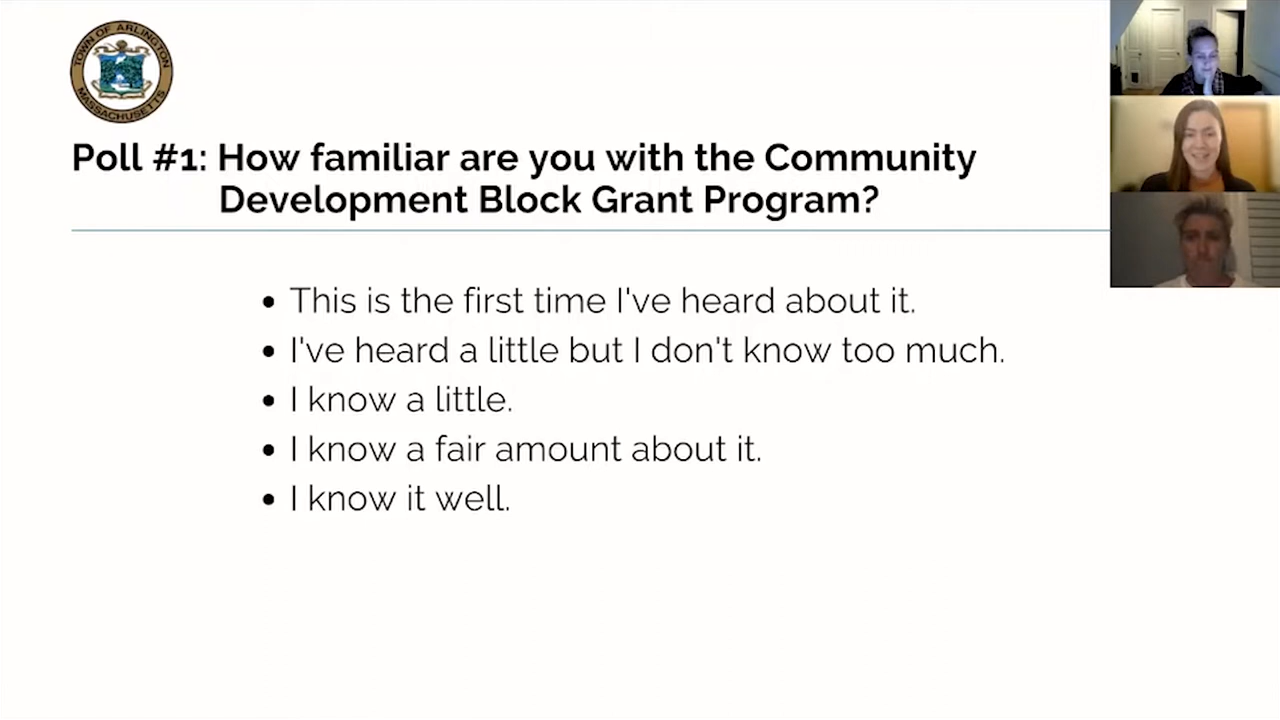 TOWN OF ARLINGTON
MASSACHUSETTS
Poll #1: How familiar are you with the Community
Development Block Grant Program?
• This is the first time I've heard about it.
• I've heard a little but I don't know too much.
• I know a little.
• I know a fair amount about it.
• I know it well.